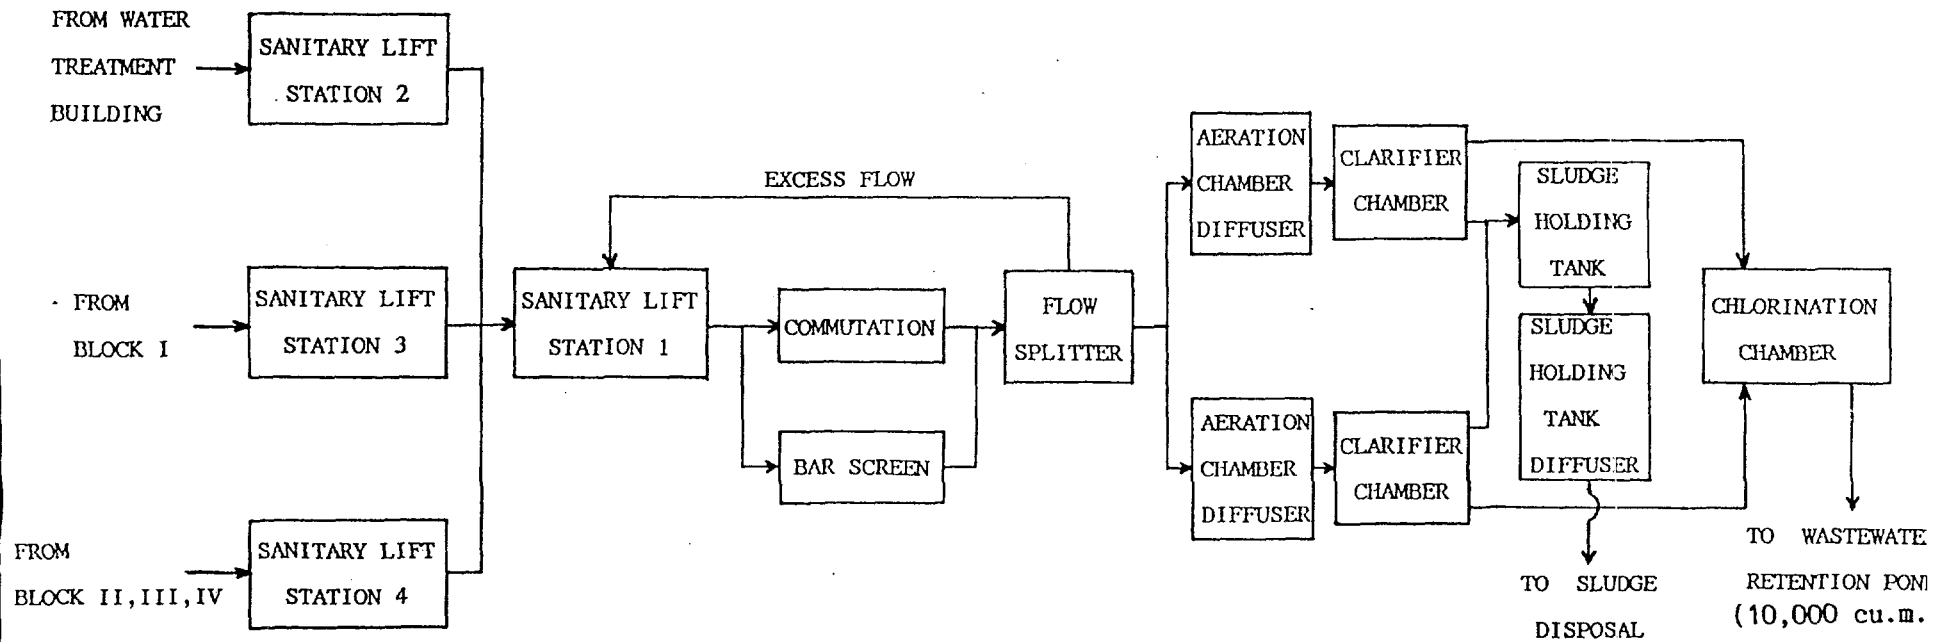 FROM WATER
TREATMENT
BUILDING
SANITARY LIFT
STATION 2
FROM
BLOCK I
SANITARY LIFT
STATION 3
FROM
BLOCK II,III,IV
SANITARY LIFT
STATION 4
EXCESS FLOW
SANITARY LIFT
STATION 1
COMMUTATION
BAR SCREEN
FLOW
SPLITTER
AERATION
CHAMBER
DIFFUSER
CLARIFIER
CHAMBER
AERATION
CHAMBER
DIFFUSER
CLARIFIER
CHAMBER
SLUDGE
HOLDING
TANK
SLUDGE
HOLDING
TANK
DIFFUSER
TO SLUDGE
DISPOSAL
CHLORINATION
CHAMBER
TO WASTEWATE
RETENTION PON
(10,000 cu.m.